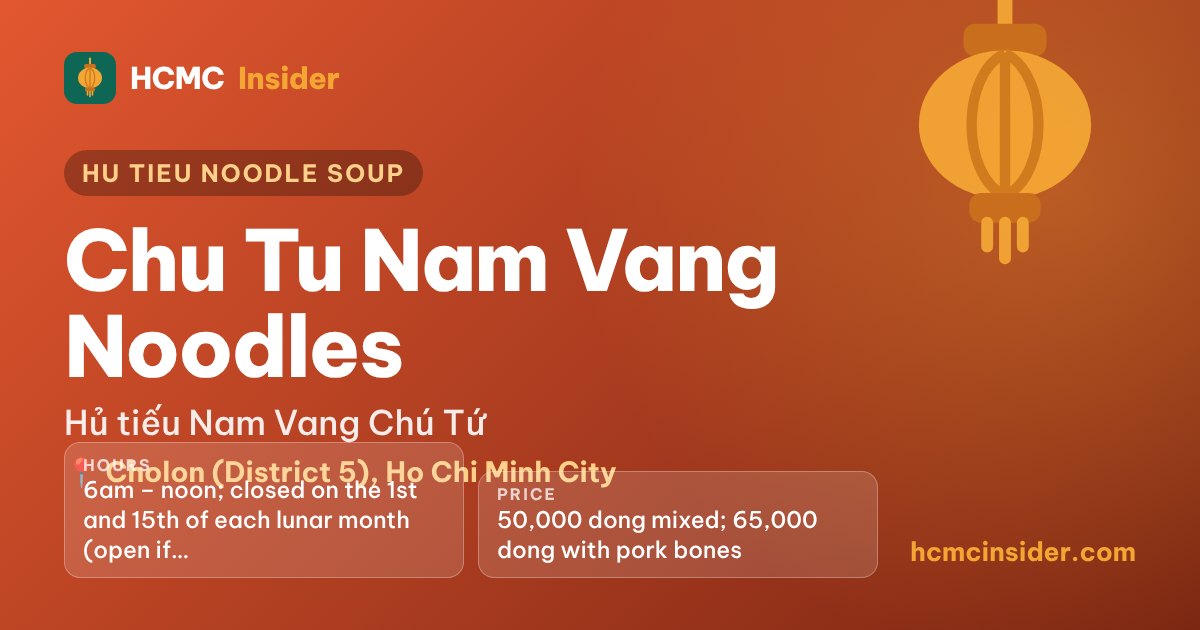 HCMC Insider
HU TIEU NOODLE SOUP
Chu Tu Nam Vang
Noodles
Hủ tiếu Nam Vang Chú Tứ
Cholon (District 5), Ho Chi Minh City
HOURS
6am – noon; closed on the 1st
and 15th of each lunar month
(open if...
PRICE
50,000 dong mixed; 65,000
dong with pork bones
hcmcinsider.com